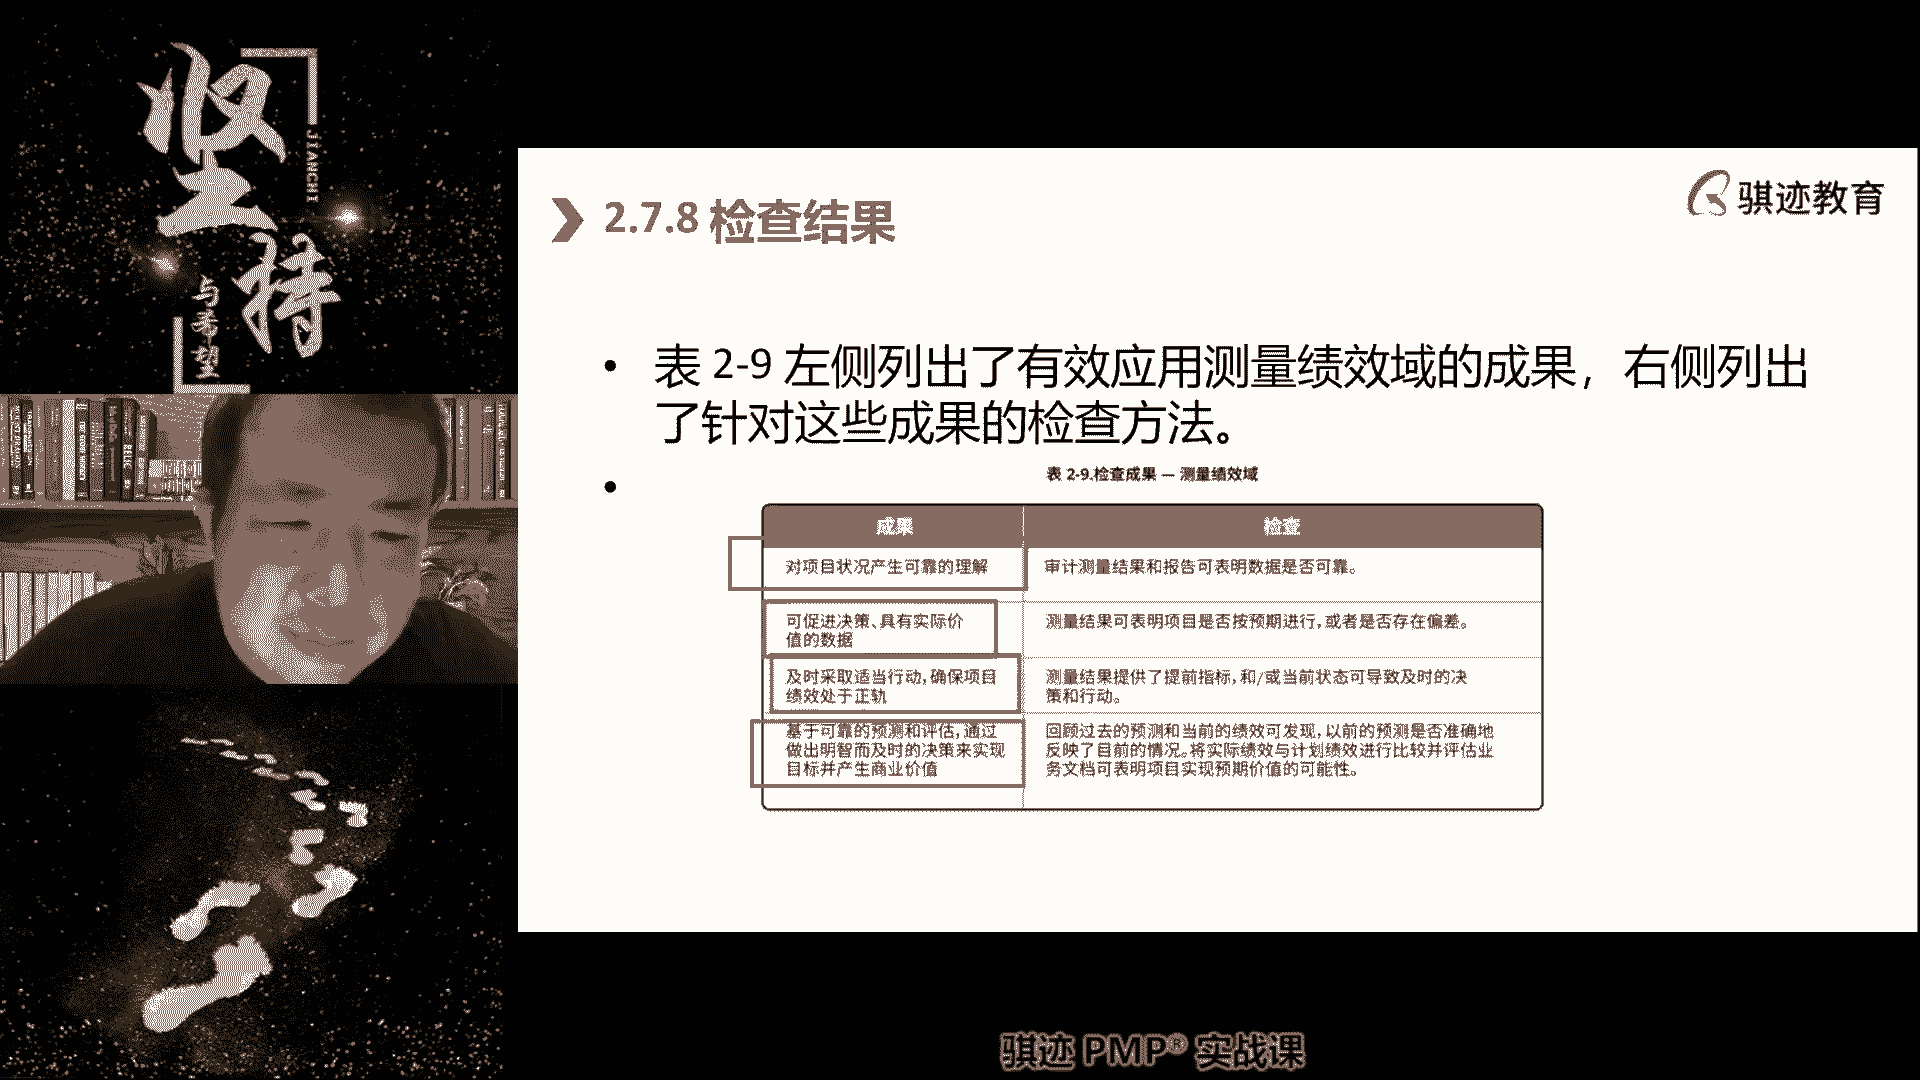 坚持
JIANCHI
与希望
骐迹教育
2.7.8 检查结果
• 表 2-9 左侧列出了有效应用测量绩效域的成果，右侧列出
了针对这些成果的检查方法。
•
表 2-9.检查成果 — 测量绩效域
成果
检查
对项目状况产生可靠的理解
审计测量结果和报告可表明数据是否可靠。
可促进决策、具有实际价
值的数据
测量结果可表明项目是否按预期进行，或者是否存在偏差。
及时采取适当行动，确保项目
绩效处于正轨
测量结果提供了提前指标，和/或当前状态可导致及时的决
策和行动。
基于可靠的预测和评估，通过
做出明智而及时的决策来实现
目标并产生商业价值
回顾过去的预测和当前的绩效可发现，以前的预测是否准确地
反映了目前的情况。将实际绩效与计划绩效进行比较并评估业
务文档可表明项目实现预期价值的可能性。
骐迹 PMP® 实战课